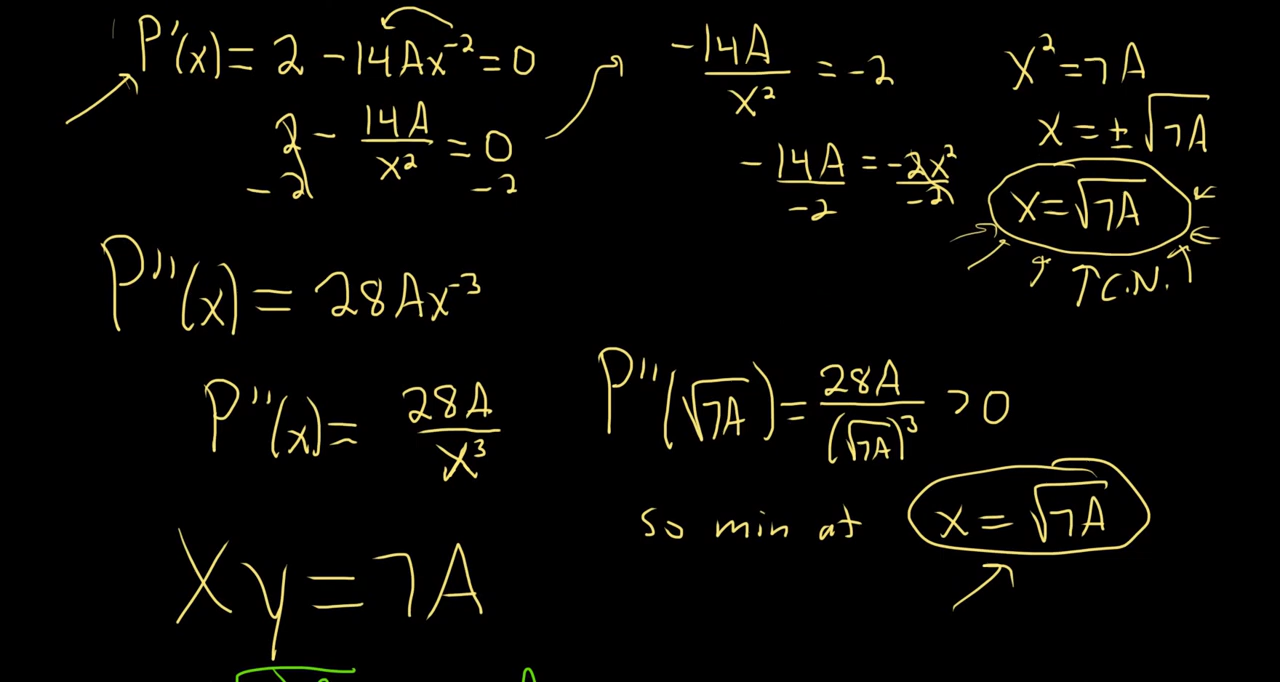 P'(x) = 2 - 14Ax⁻² = 0
2 - 14A/x² = 0
-2 -2
-14A/x² = -2
-14A/-2 = -2x²/-2
x² = 7A
x = ± √7A
x = √7A
C.N.
P''(x) = 28Ax⁻³
P''(x) = 28A/x³
P''(√7A) = 28A/(√7A)³ > 0
so min at x = √7A
Xy = 7A